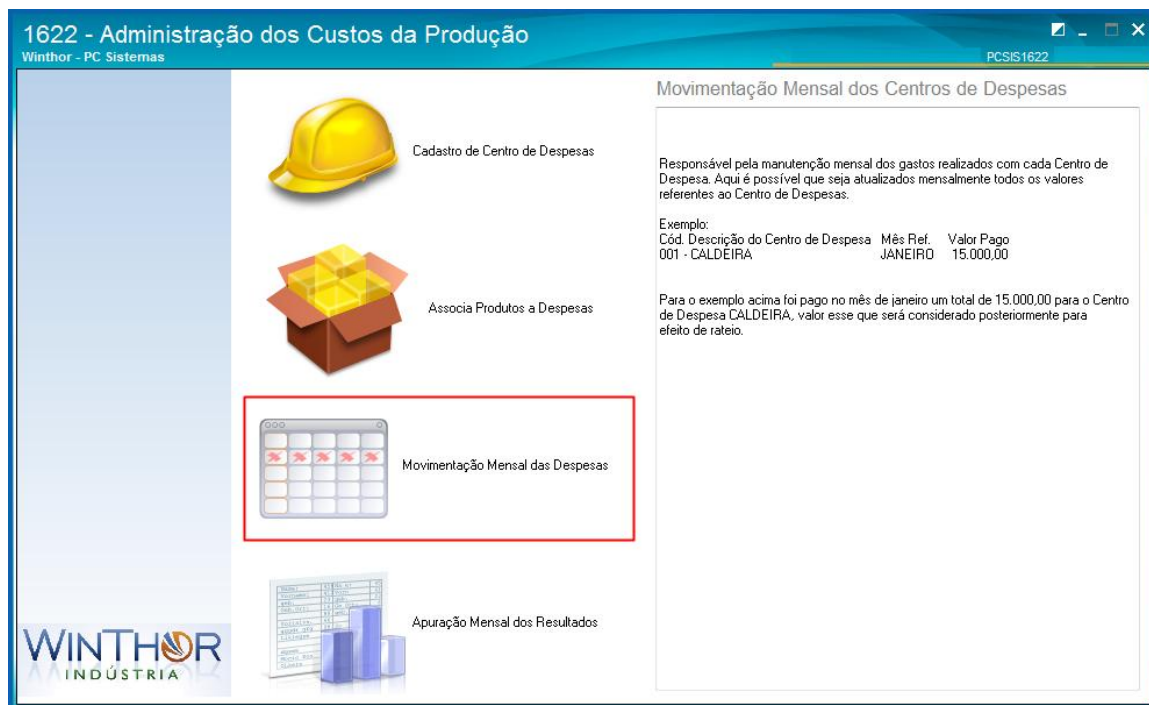 1622 - Administração dos Custos da Produção
Winthor - PC Sistemas
PCSIS1622
Cadastro de Centro de Despesas
Associa Produtos a Despesas
Movimentação Mensal das Despesas
Apuração Mensal dos Resultados
WINTHOR
INDÚSTRIA
Movimentação Mensal dos Centros de Despesas
Responsável pela manutenção mensal dos gastos realizados com cada Centro de
Despesa. Aqui é possível que seja atualizados mensalmente todos os valores
referentes ao Centro de Despesas.
Exemplo:
Cód. Descrição do Centro de Despesa Mês Ref. Valor Pago
001 - CALDEIRA JANEIRO 15.000,00
Para o exemplo acima foi pago no mês de janeiro um total de 15.000,00 para o Centro
de Despesa CALDEIRA, valor esse que será considerado posteriormente para
efeito de rateio.